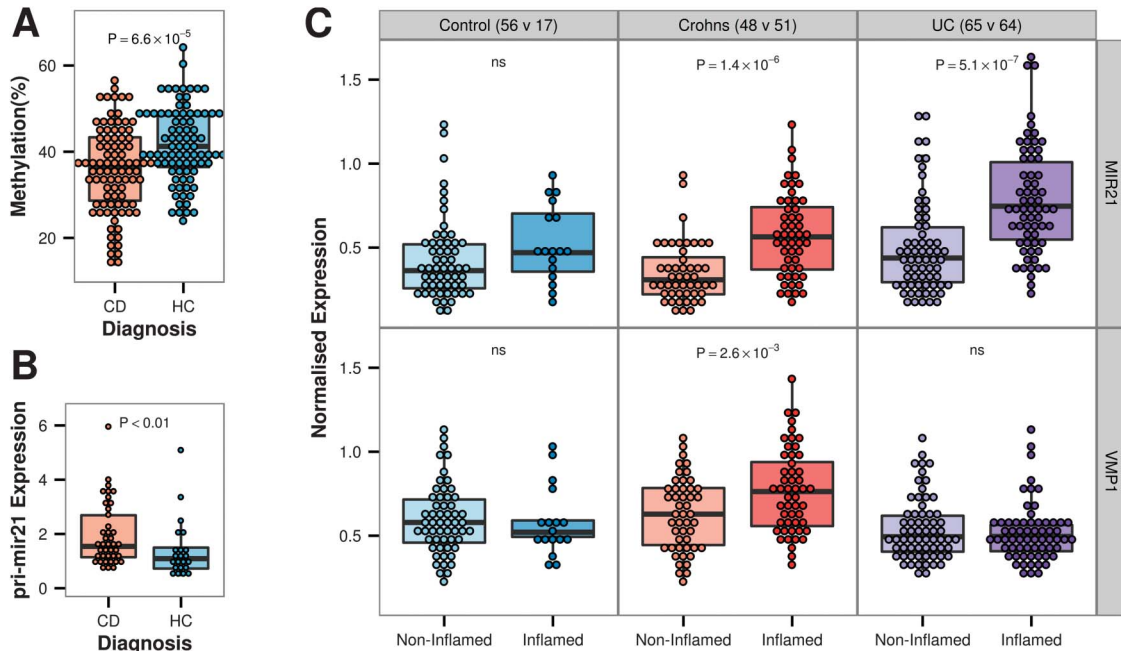 A
P = 6.6 × 10⁻⁵
Methylation(%)
60
40
20
CD
HC
Diagnosis
B
P < 0.01
pri-mir21 Expression
6
4
2
0
CD
HC
Diagnosis
C
Control (56 v 17)
Crohns (48 v 51)
UC (65 v 64)
ns
P = 1.4 × 10⁻⁶
P = 5.1 × 10⁻⁷
1.5
1.0
0.5
MIR21
Normalised Expression
ns
P = 2.6 × 10⁻³
ns
1.5
1.0
0.5
VMP1
Non-Inflamed
Inflamed
Non-Inflamed
Inflamed
Non-Inflamed
Inflamed